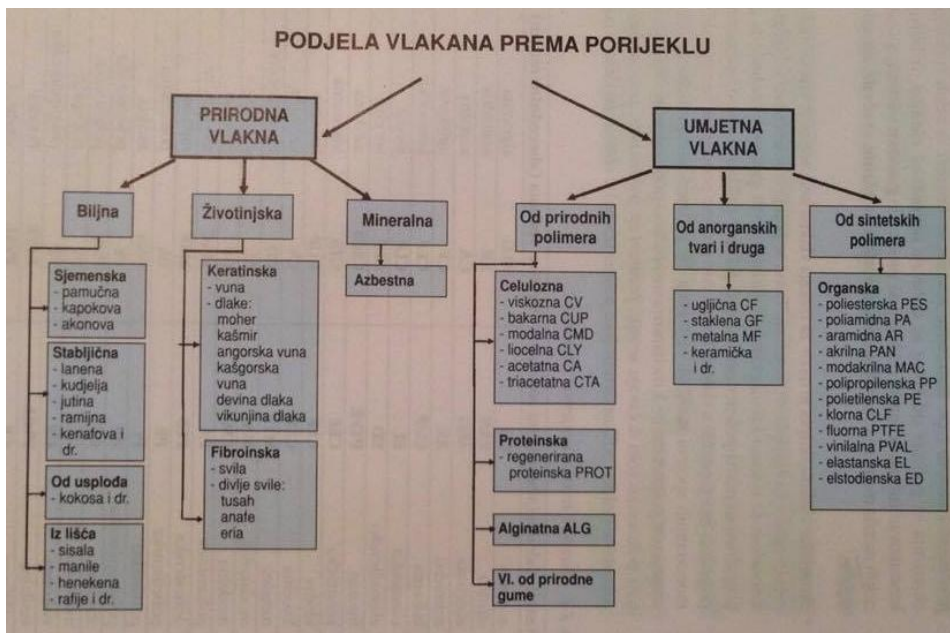 PODJELA VLAKANA PREMA PORIJEKLU
PRIRODNA
VLAKNA
Biljna
Sjemenska
- pamučna
- kapokova
- akonova
Stabljična
- lanena
- kudjelja
- jutina
- ramijna
- kenafova i
dr.
Od usplođa
- kokosa i dr.
Iz lišća
- sisala
- manile
- henekena
- rafije i dr.
Životinjska
Keratinska
- vuna
- dlake:
moher
kašmir
angorska vuna
kašgorska
vuna
devina dlaka
vikunjina dlaka
Fibroinska
- svila
- divlje svile:
tusah
anafe
eria
Mineralna
Azbestna
UMJETNA
VLAKNA
Od prirodnih
polimera
Celulozna
- viskozna CV
- bakarna CUP
- modalna CMD
- liocelna CLY
- acetatna CA
- triacetatna CTA
Proteinska
- regenerirana
proteinska PROT
Alginatna ALG
Vl. od prirodne
gume
Od anorganskih
tvari i druga
- ugljična CF
- staklena GF
- metalna MF
- keramička
i dr.
Od sintetskih
polimera
Organska
- poliesterska PES
- poliamidna PA
- aramidna AR
- akrilna PAN
- modakrilna MAC
- polipropilenska PP
- polietilenska PE
- klorna CLF
- fluorna PTFE
- vinilalna PVAL
- elastanska EL
- elstodienska ED